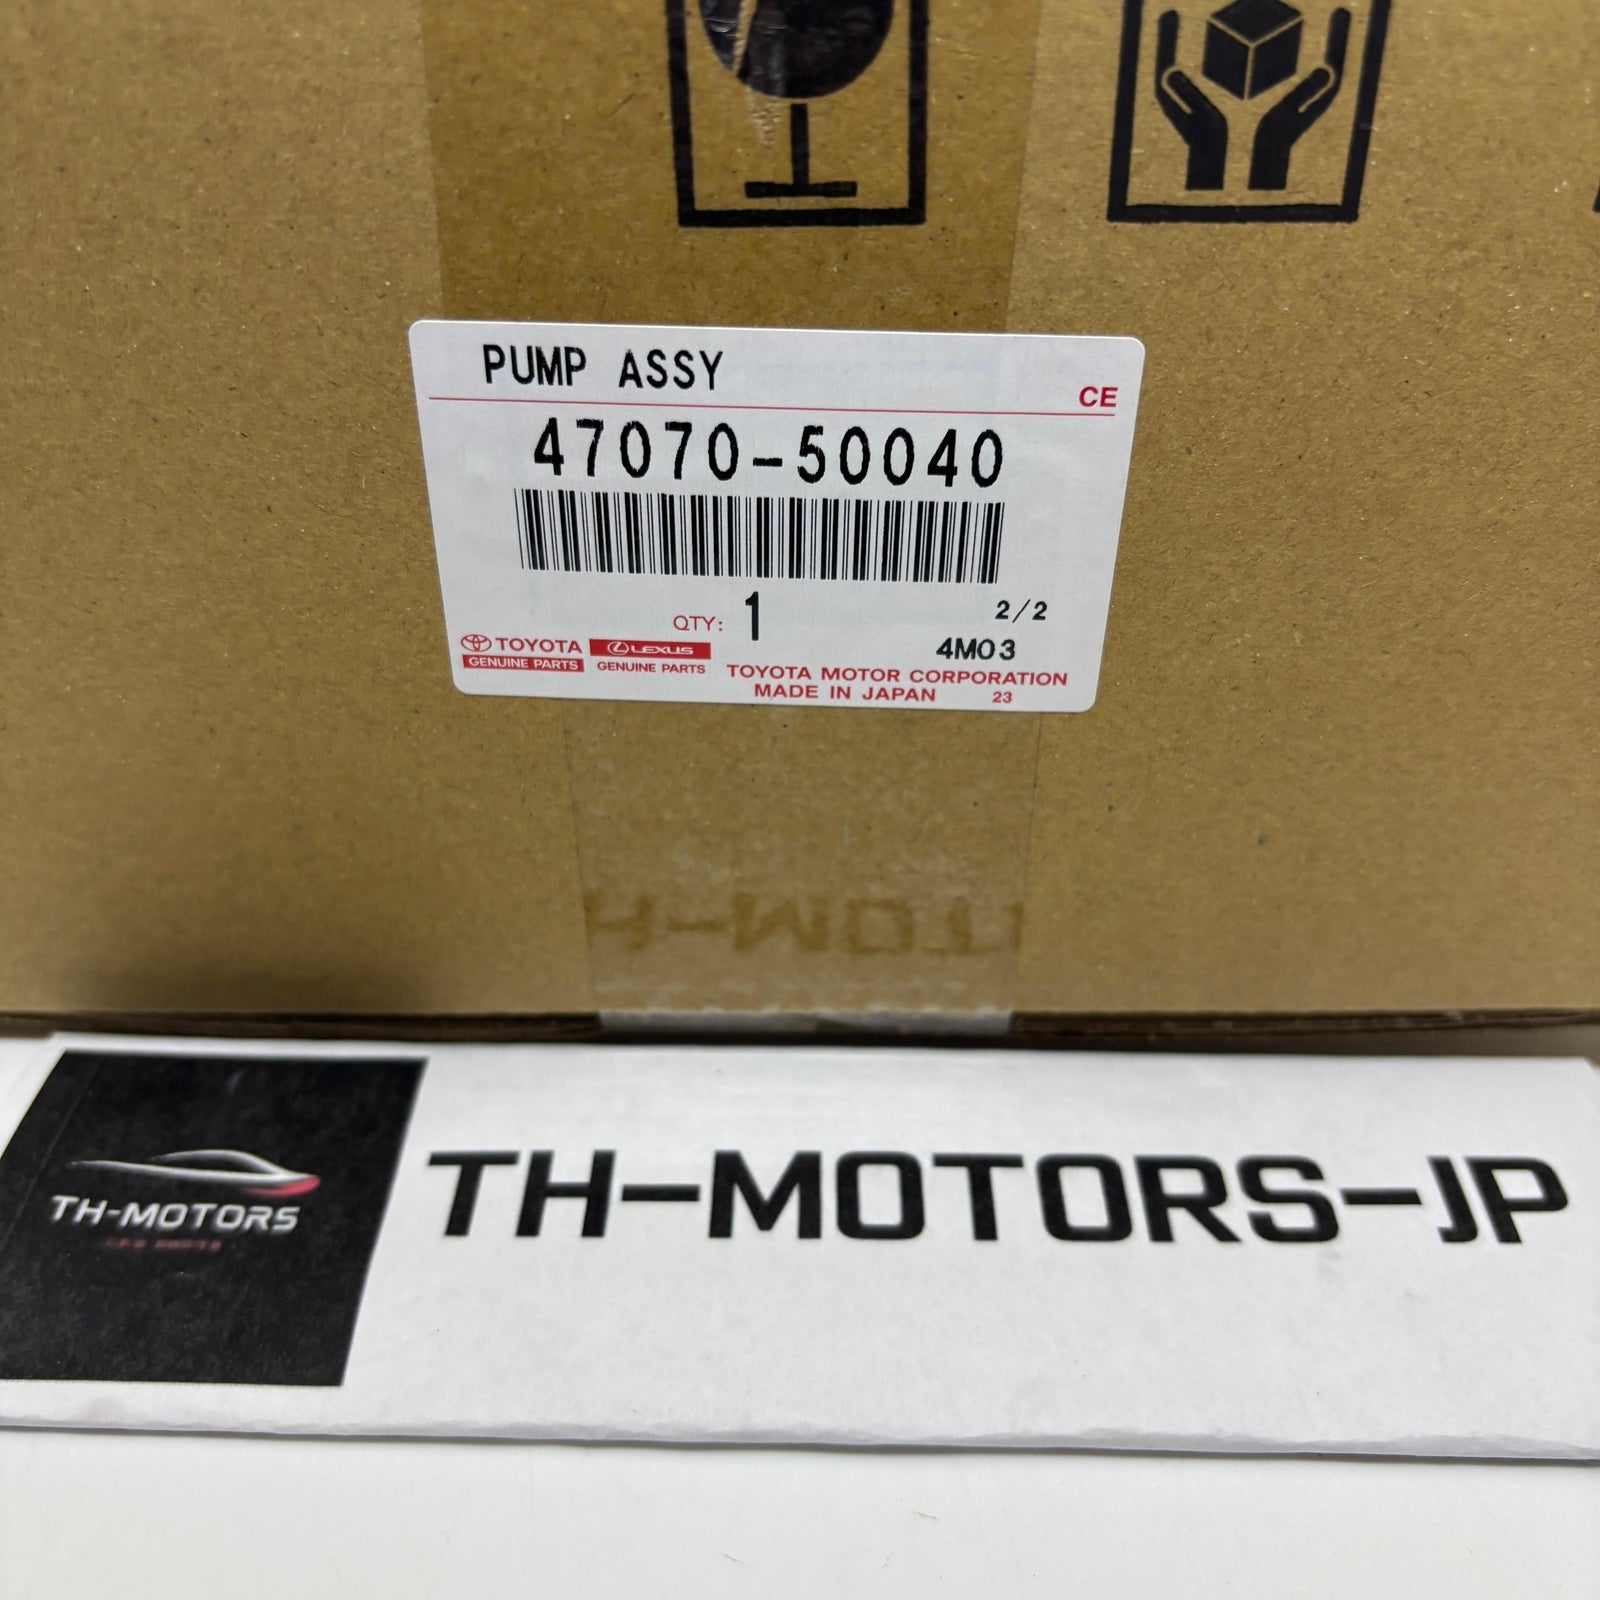 PUMP ASSY
CE
47070-50040
QTY: 1
2/2
4M03
TOYOTA
GENUINE PARTS
LEXUS
GENUINE PARTS
TOYOTA MOTOR CORPORATION
MADE IN JAPAN 23
TH-MOTORS
TH-MOTORS-JP